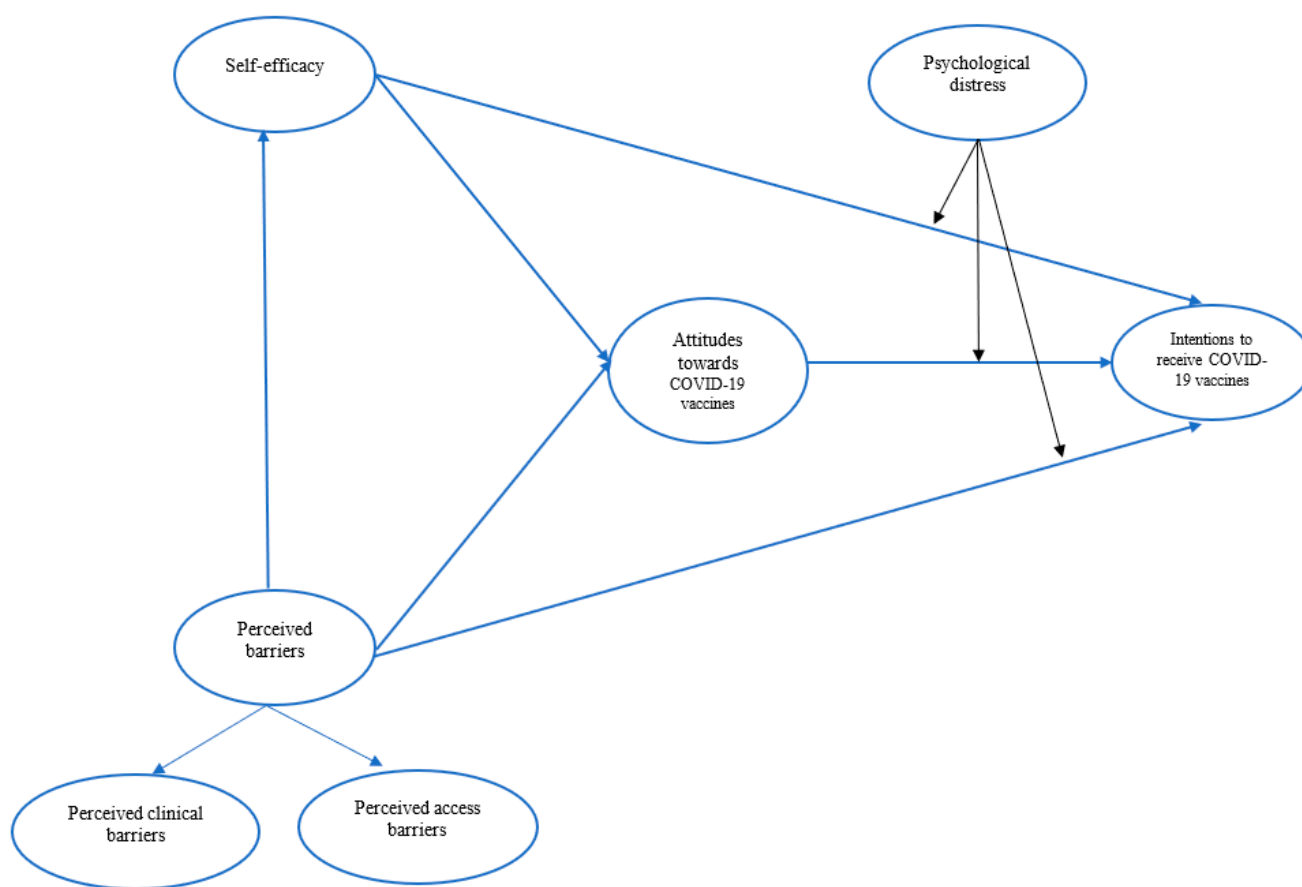 Self-efficacy
Psychological
distress
Attitudes
towards
COVID-19
vaccines
Intentions to
receive COVID-
19 vaccines
Perceived
barriers
Perceived clinical
barriers
Perceived access
barriers